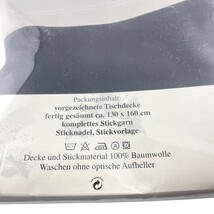 Packungsinhalt:
vorgezeichnete Tischdecke
fertig gesäumt ca. 130 x 160 cm
komplettes Stickgarn
Sticknadel, Stickvorlage
Decke und Stickmaterial 100% Baumwolle
Waschen ohne optische Aufheller